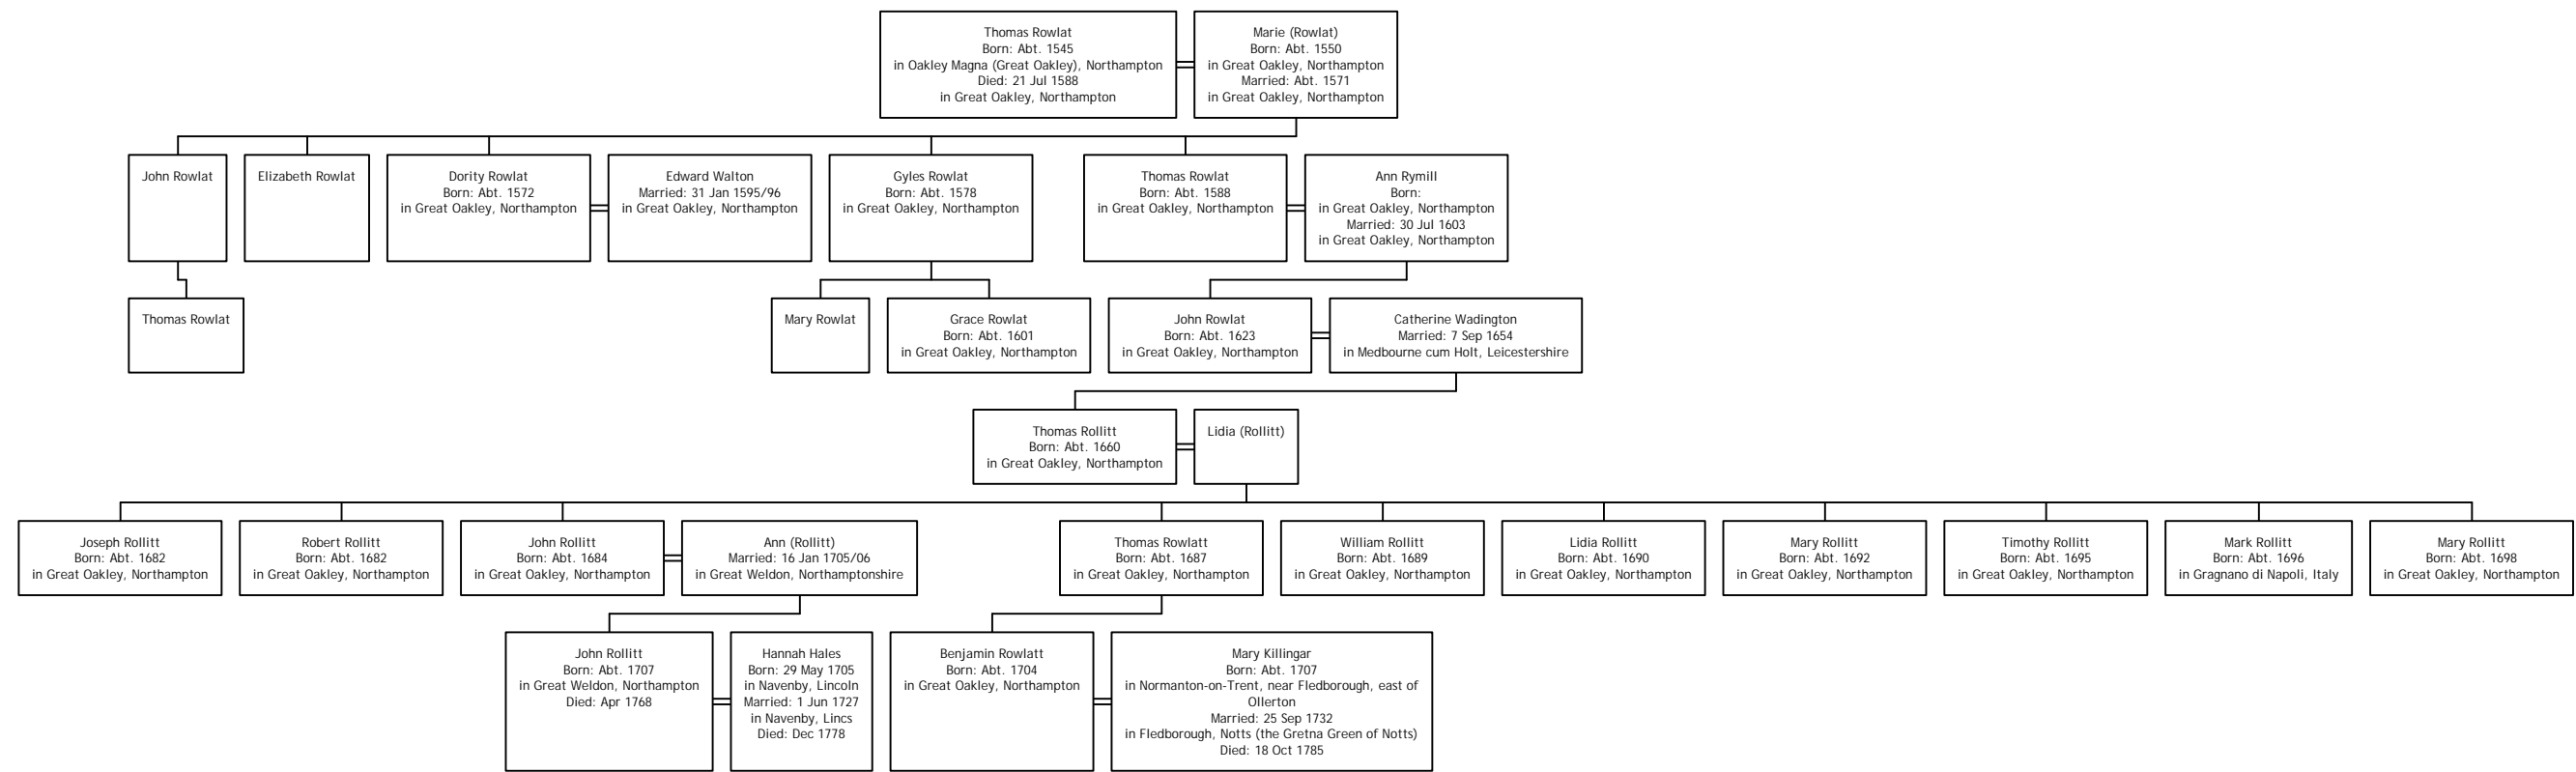 Thomas Rowlat
Born: Abt. 1545
in Oakley Magna (Great Oakley), Northampton
Died: 21 Jul 1588
in Great Oakley, Northampton
Marie (Rowlat)
Born: Abt. 1550
in Great Oakley, Northampton
Married: Abt. 1571
in Great Oakley, Northampton
John Rowlat
Elizabeth Rowlat
Dority Rowlat
Born: Abt. 1572
in Great Oakley, Northampton
Edward Walton
Married: 31 Jan 1595/96
in Great Oakley, Northampton
Gyles Rowlat
Born: Abt. 1578
in Great Oakley, Northampton
Thomas Rowlat
Born: Abt. 1588
in Great Oakley, Northampton
Ann Rymill
Born:
in Great Oakley, Northampton
Married: 30 Jul 1603
in Great Oakley, Northampton
Thomas Rowlat
Mary Rowlat
Grace Rowlat
Born: Abt. 1601
in Great Oakley, Northampton
John Rowlat
Born: Abt. 1623
in Great Oakley, Northampton
Catherine Wadington
Married: 7 Sep 1654
in Medbourne cum Holt, Leicestershire
Thomas Rollitt
Born: Abt. 1660
in Great Oakley, Northampton
Lidia (Rollitt)
Joseph Rollitt
Born: Abt. 1682
in Great Oakley, Northampton
Robert Rollitt
Born: Abt. 1682
in Great Oakley, Northampton
John Rollitt
Born: Abt. 1684
in Great Oakley, Northampton
Ann (Rollitt)
Married: 16 Jan 1705/06
in Great Weldon, Northamptonshire
Thomas Rowlatt
Born: Abt. 1687
in Great Oakley, Northampton
William Rollitt
Born: Abt. 1689
in Great Oakley, Northampton
Lidia Rollitt
Born: Abt. 1690
in Great Oakley, Northampton
Mary Rollitt
Born: Abt. 1692
in Great Oakley, Northampton
Timothy Rollitt
Born: Abt. 1695
in Great Oakley, Northampton
Mark Rollitt
Born: Abt. 1696
in Gragnano di Napoli, Italy
Mary Rollitt
Born: Abt. 1698
in Great Oakley, Northampton
John Rollitt
Born: Abt. 1707
in Great Weldon, Northampton
Died: Apr 1768
Hannah Hales
Born: 29 May 1705
in Navenby, Lincoln
Married: 1 Jun 1727
in Navenby, Lincs
Died: Dec 1778
Benjamin Rowlatt
Born: Abt. 1704
in Great Oakley, Northampton
Mary Killingar
Born: Abt. 1707
in Normanton-on-Trent, near Fledborough, east of
Ollerton
Married: 25 Sep 1732
in Fledborough, Notts (the Gretna Green of Notts)
Died: 18 Oct 1785